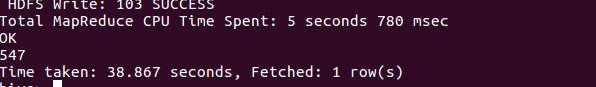 HDFS Write: 103 SUCCESS
Total MapReduce CPU Time Spent: 5 seconds 780 msec
OK
547
Time taken: 38.867 seconds, Fetched: 1 row(s)